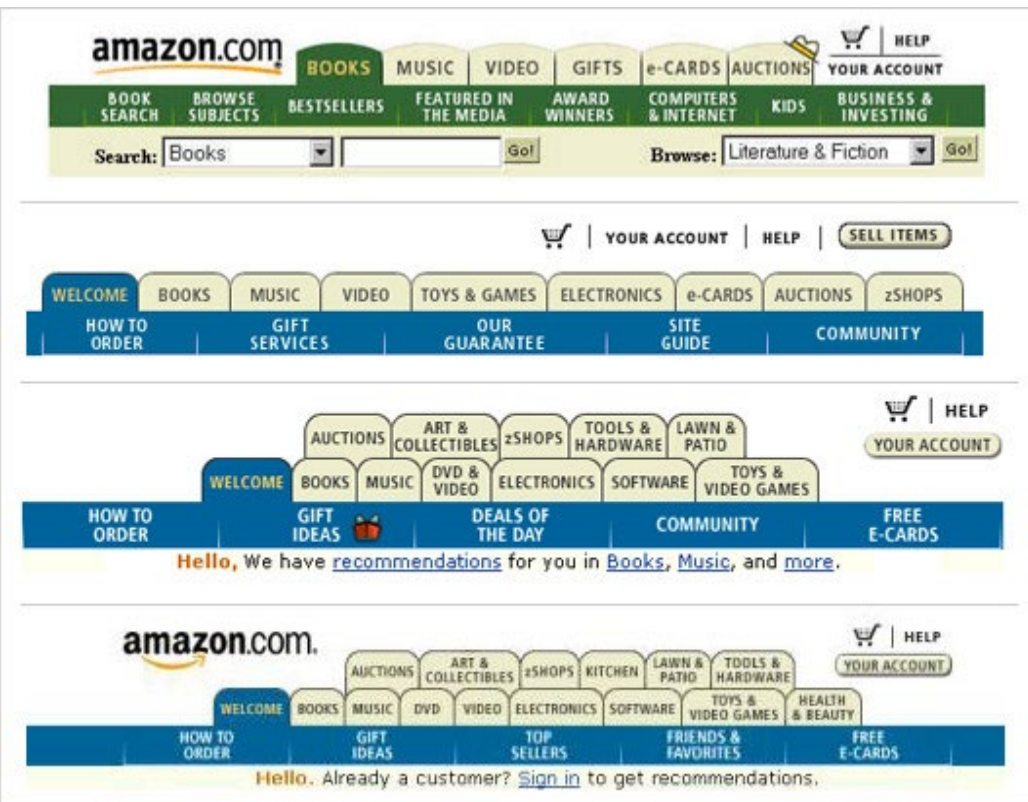 amazon.com
HELP
YOUR ACCOUNT
BOOKS MUSIC VIDEO GIFTS e-CARDS AUCTIONS
BOOK SEARCH BROWSE SUBJECTS BESTSELLERS FEATURED IN THE MEDIA AWARD WINNERS COMPUTERS & INTERNET KIDS BUSINESS & INVESTING
Search: Books Go! Browse: Literature & Fiction Go!
YOUR ACCOUNT | HELP | SELL ITEMS
WELCOME BOOKS MUSIC VIDEO TOYS & GAMES ELECTRONICS e-CARDS AUCTIONS zSHOPS
HOW TO ORDER GIFT SERVICES OUR GUARANTEE SITE GUIDE COMMUNITY
HELP
YOUR ACCOUNT
AUCTIONS ART & COLLECTIBLES zSHOPS TOOLS & HARDWARE LAWN & PATIO
WELCOME BOOKS MUSIC DVD & VIDEO ELECTRONICS SOFTWARE TOYS & VIDEO GAMES
HOW TO ORDER GIFT IDEAS DEALS OF THE DAY COMMUNITY FREE E-CARDS
Hello, We have recommendations for you in Books, Music, and more.
amazon.com.
HELP
YOUR ACCOUNT
AUCTIONS ART & COLLECTIBLES zSHOPS KITCHEN LAWN & PATIO TOOLS & HARDWARE
WELCOME BOOKS MUSIC DVD VIDEO ELECTRONICS SOFTWARE TOYS & VIDEO GAMES HEALTH & BEAUTY
HOW TO ORDER GIFT IDEAS TOP SELLERS FRIENDS & FAVORITES FREE E-CARDS
Hello. Already a customer? Sign in to get recommendations.